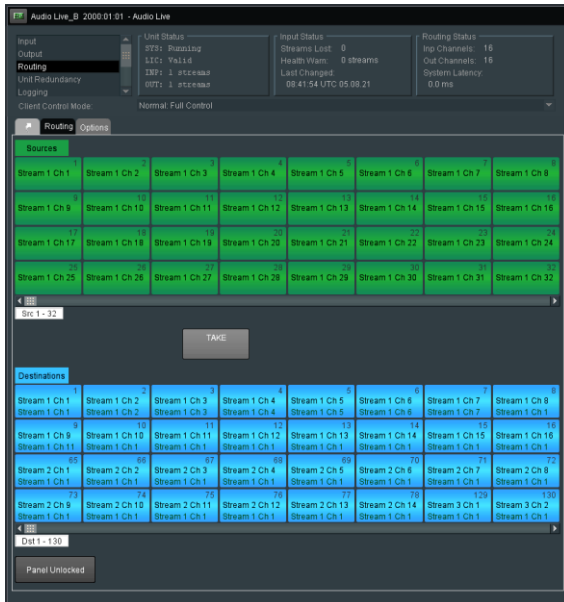 Audio Live_B 2000:01:01 - Audio Live
Input
Output
Routing
Unit Redundancy
Logging
Unit Status
SYS: Running
LIC: Valid
INP: 1 streams
OUT: 1 streams
Input Status
Streams Lost: 0
Health Warn: 0 streams
Last Changed:
08:41:54 UTC 05.08.21
Routing Status
Inp Channels: 16
Out Channels: 16
System Latency:
0.0 ms
Client Control Mode: Normal: Full Control
Routing Options
Sources
1 2 3 4 5 6 7 8
Stream 1 Ch 1 Stream 1 Ch 2 Stream 1 Ch 3 Stream 1 Ch 4 Stream 1 Ch 5 Stream 1 Ch 6 Stream 1 Ch 7 Stream 1 Ch 8
9 10 11 12 13 14 15 16
Stream 1 Ch 9 Stream 1 Ch 10 Stream 1 Ch 11 Stream 1 Ch 12 Stream 1 Ch 13 Stream 1 Ch 14 Stream 1 Ch 15 Stream 1 Ch 16
17 18 19 20 21 22 23 24
Stream 1 Ch 17 Stream 1 Ch 18 Stream 1 Ch 19 Stream 1 Ch 20 Stream 1 Ch 21 Stream 1 Ch 22 Stream 1 Ch 23 Stream 1 Ch 24
25 26 27 28 29 30 31 32
Stream 1 Ch 25 Stream 1 Ch 26 Stream 1 Ch 27 Stream 1 Ch 28 Stream 1 Ch 29 Stream 1 Ch 30 Stream 1 Ch 31 Stream 1 Ch 32
Src 1 - 32
TAKE
Destinations
1 2 3 4 5 6 7 8
Stream 1 Ch 1 Stream 1 Ch 2 Stream 1 Ch 3 Stream 1 Ch 4 Stream 1 Ch 5 Stream 1 Ch 6 Stream 1 Ch 7 Stream 1 Ch 8
Stream 1 Ch 1 Stream 1 Ch 2 Stream 1 Ch 3 Stream 1 Ch 4 Stream 1 Ch 5 Stream 1 Ch 6 Stream 1 Ch 7 Stream 1 Ch 1
9 10 11 12 13 14 15 16
Stream 1 Ch 9 Stream 1 Ch 10 Stream 1 Ch 11 Stream 1 Ch 12 Stream 1 Ch 13 Stream 1 Ch 14 Stream 1 Ch 15 Stream 1 Ch 16
Stream 1 Ch 11 Stream 1 Ch 1 Stream 1 Ch 1 Stream 1 Ch 1 Stream 1 Ch 1 Stream 1 Ch 1 Stream 1 Ch 1 Stream 1 Ch 1
65 66 67 68 69 70 71 72
Stream 2 Ch 1 Stream 2 Ch 2 Stream 2 Ch 3 Stream 2 Ch 4 Stream 2 Ch 5 Stream 2 Ch 6 Stream 2 Ch 7 Stream 2 Ch 8
Stream 1 Ch 1 Stream 1 Ch 1 Stream 1 Ch 1 Stream 1 Ch 1 Stream 1 Ch 1 Stream 1 Ch 1 Stream 1 Ch 1 Stream 1 Ch 1
73 74 75 76 77 78 129 130
Stream 2 Ch 9 Stream 2 Ch 10 Stream 2 Ch 11 Stream 2 Ch 12 Stream 2 Ch 13 Stream 2 Ch 14 Stream 3 Ch 1 Stream 3 Ch 2
Stream 1 Ch 1 Stream 1 Ch 1 Stream 1 Ch 1 Stream 1 Ch 1 Stream 1 Ch 1 Stream 1 Ch 1 Stream 1 Ch 1 Stream 1 Ch 1
Dst 1 - 130
Panel Unlocked